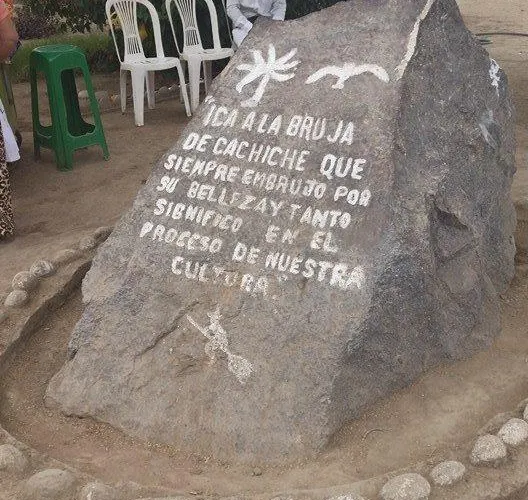 "ICA A LA BRUJA
DE CACHICHE QUE
SIEMPRE EMBRUJO POR
SU BELLEZA Y TANTO
SIGNIFICO EN EL
PROCESO DE NUESTRA
CULTURA."